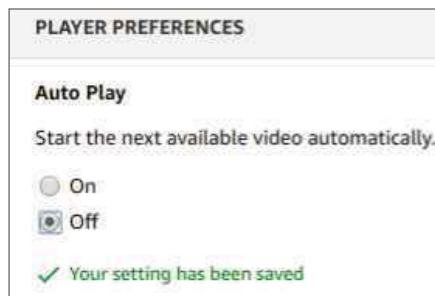 PLAYER PREFERENCES
Auto Play
Start the next available video automatically.
On
Off
✓ Your setting has been saved